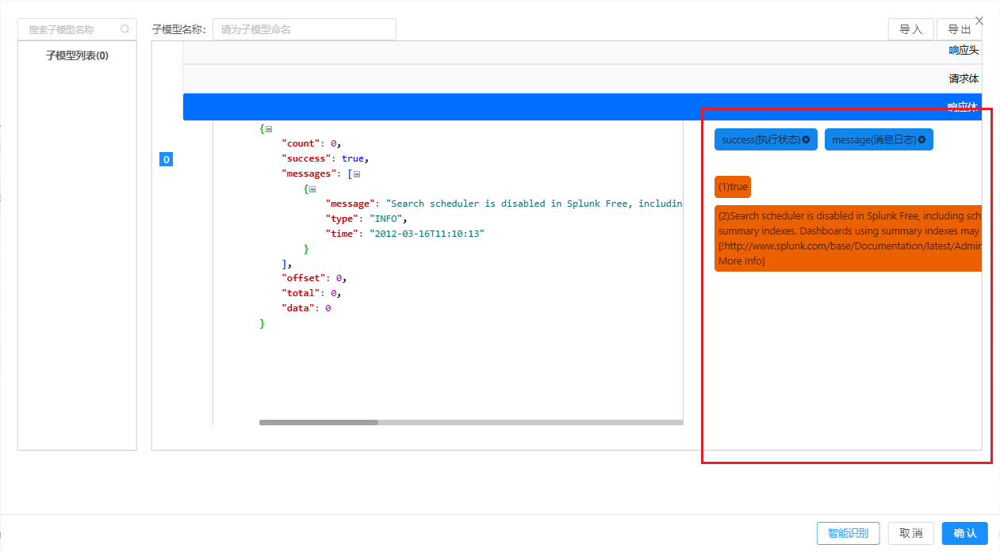 搜索子模型名称
子模型名称:
请为子模型命名
导入
导出
子模型列表(0)
响应头
请求体
响应体
0
{
"count": 0,
"success": true,
"messages": [
{
"message": "Search scheduler is disabled in Splunk Free, includin
"type": "INFO",
"time": "2012-03-16T11:10:13"
}
],
"offset": 0,
"total": 0,
"data": 0
}
success(执行状态)
message(消息日志)
(1)true
(2)Search scheduler is disabled in Splunk Free, including sch
summary indexes. Dashboards using summary indexes may
[!http://www.splunk.com/base/Documentation/latest/Admin
More Info]
智能识别
取消
确认